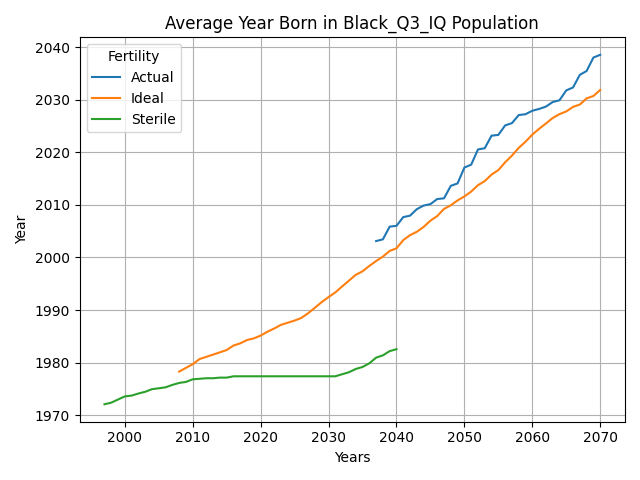 Average Year Born in Black_Q3_IQ Population
Fertility
Actual
Ideal
Sterile
Year
2040
2030
2020
2010
2000
1990
1980
1970
2000 2010 2020 2030 2040 2050 2060 2070
Years